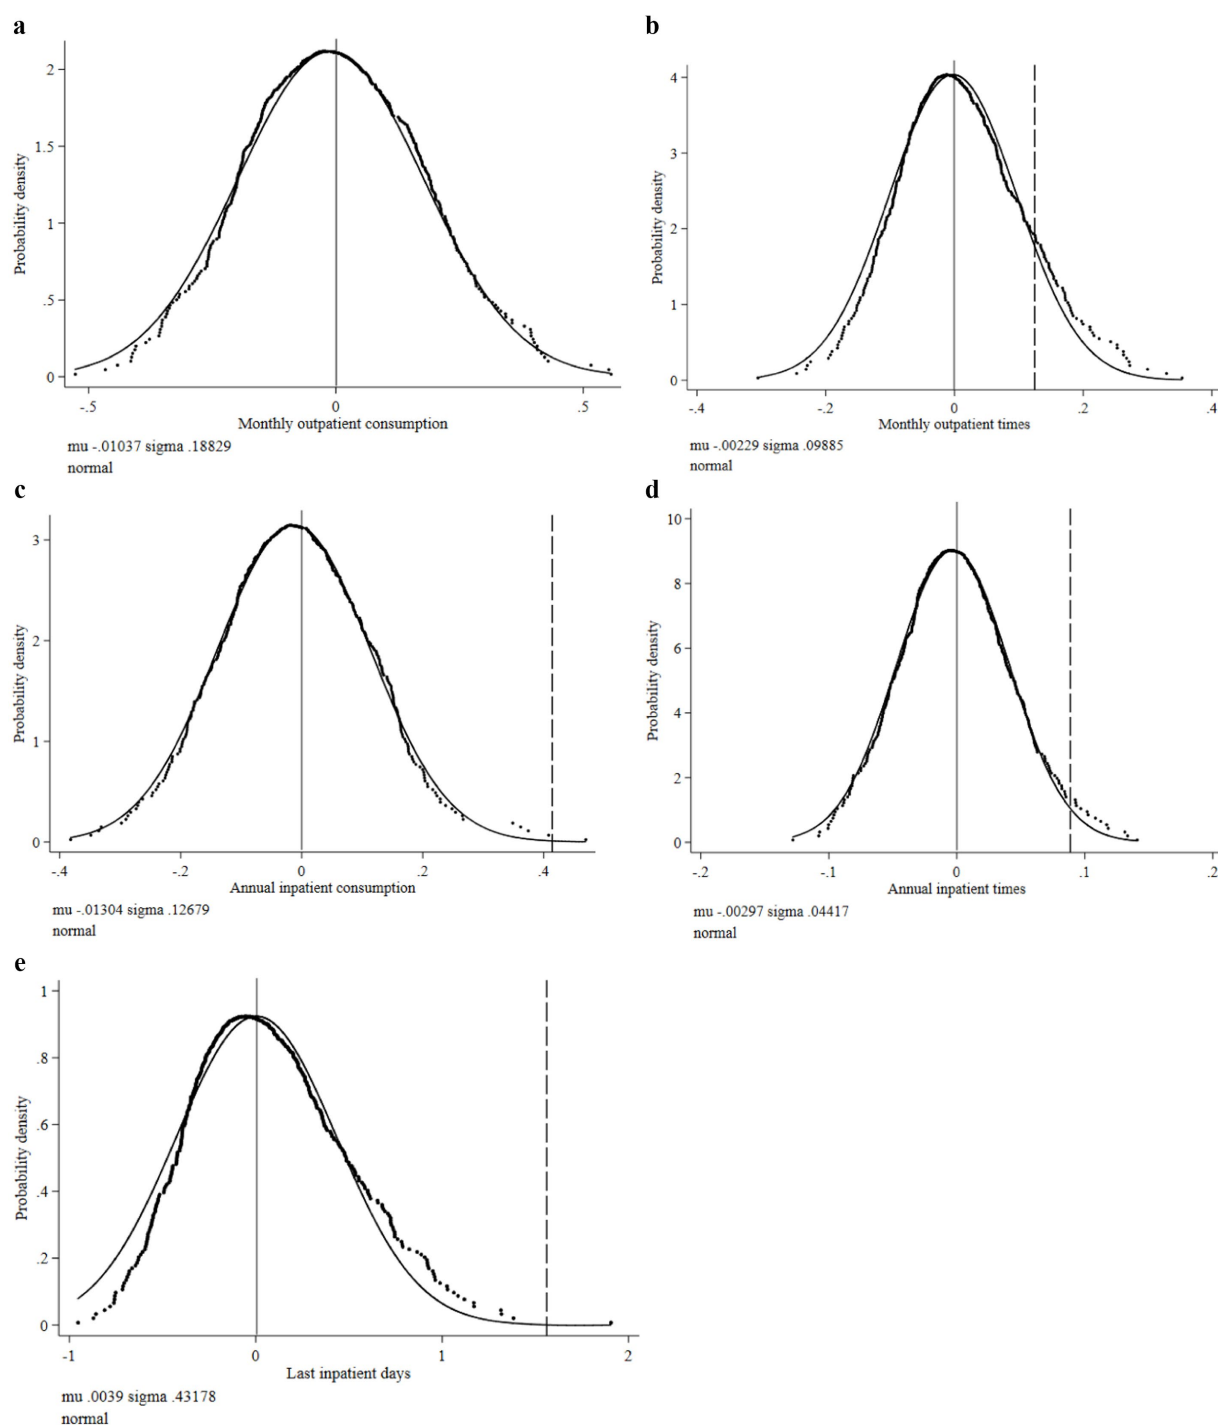 a
Probability density
2
1.5
1
.5
0
-.5 0 .5
Monthly outpatient consumption
mu -.01037 sigma .18829
normal
b
Probability density
4
3
2
1
0
-.4 -.2 0 .2 .4
Monthly outpatient times
mu -.00229 sigma .09885
normal
c
Probability density
3
2
1
0
-.4 -.2 0 .2 .4
Annual inpatient consumption
mu -.01304 sigma .12679
normal
d
Probability density
10
8
6
4
2
0
-.2 -.1 0 .1 .2
Annual inpatient times
mu -.00297 sigma .04417
normal
e
Probability density
1
.8
.6
.4
.2
0
-1 0 1 2
Last inpatient days
mu .0039 sigma .43178
normal